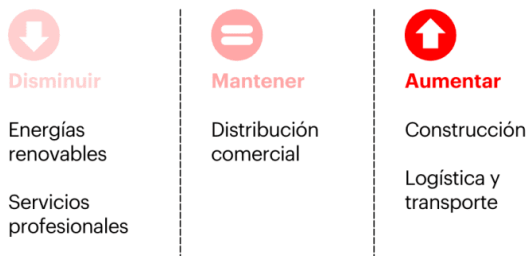 Disminuir
Energías
renovables
Servicios
profesionales
Mantener
Distribución
comercial
Aumentar
Construcción
Logística y
transporte